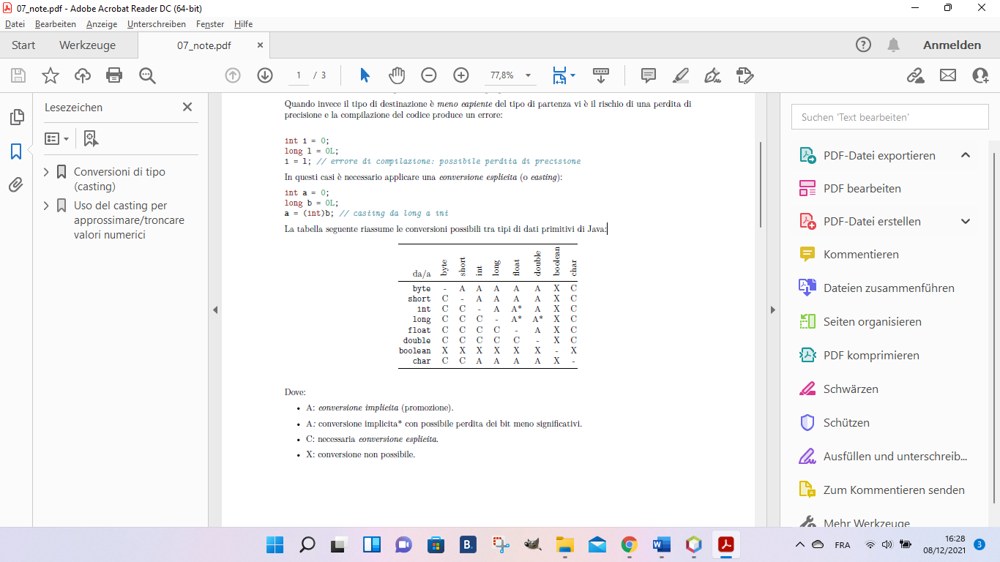 07_note.pdf - Adobe Acrobat Reader DC (64-bit)
Datei Bearbeiten Anzeige Unterschreiben Fenster Hilfe
Start Werkzeuge 07_note.pdf × Anmelden
1 / 3 77,8%
Lesezeichen
Conversioni di tipo
(casting)
Uso del casting per
approssimare/troncare
valori numerici
Quando invece il tipo di destinazione è meno capiente del tipo di partenza vi è il rischio di una perdita di
precisione e la compilazione del codice produce un errore:
int i = 0;
long l = 0L;
i = l; // errore di compilazione: possibile perdita di precisione
In questi casi è necessario applicare una conversione esplicita (o casting):
int a = 0;
long b = 0L;
a = (int)b; // casting da long a int
La tabella seguente riassume le conversioni possibili tra tipi di dati primitivi di Java:
da/a byte short int long float double boolean char
byte - A A A A A X C
short C - A A A A X C
int C C - A A* A X C
long C C C - A* A* X C
float C C C C - A X C
double C C C C C - X C
boolean X X X X X X - X
char C C A A A A X -
Dove:
• A: conversione implicita (promozione).
• A: conversione implicita* con possibile perdita dei bit meno significativi.
• C: necessaria conversione esplicita.
• X: conversione non possibile.
Suchen 'Text bearbeiten'
PDF-Datei exportieren
PDF bearbeiten
PDF-Datei erstellen
Kommentieren
Dateien zusammenführen
Seiten organisieren
PDF komprimieren
Schwärzen
Schützen
Ausfüllen und unterschreib...
Zum Kommentieren senden
Mehr Werkzeuge
B.
FRA
16:28
08/12/2021
3